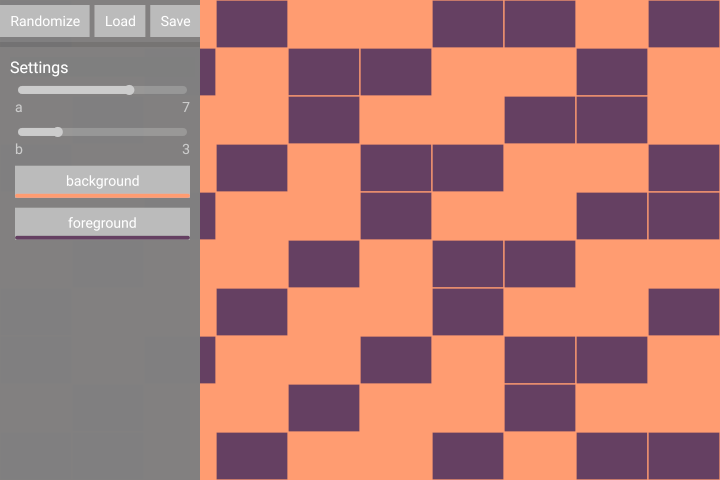 Randomize Load Save
Settings
a 7
b 3
background
foreground